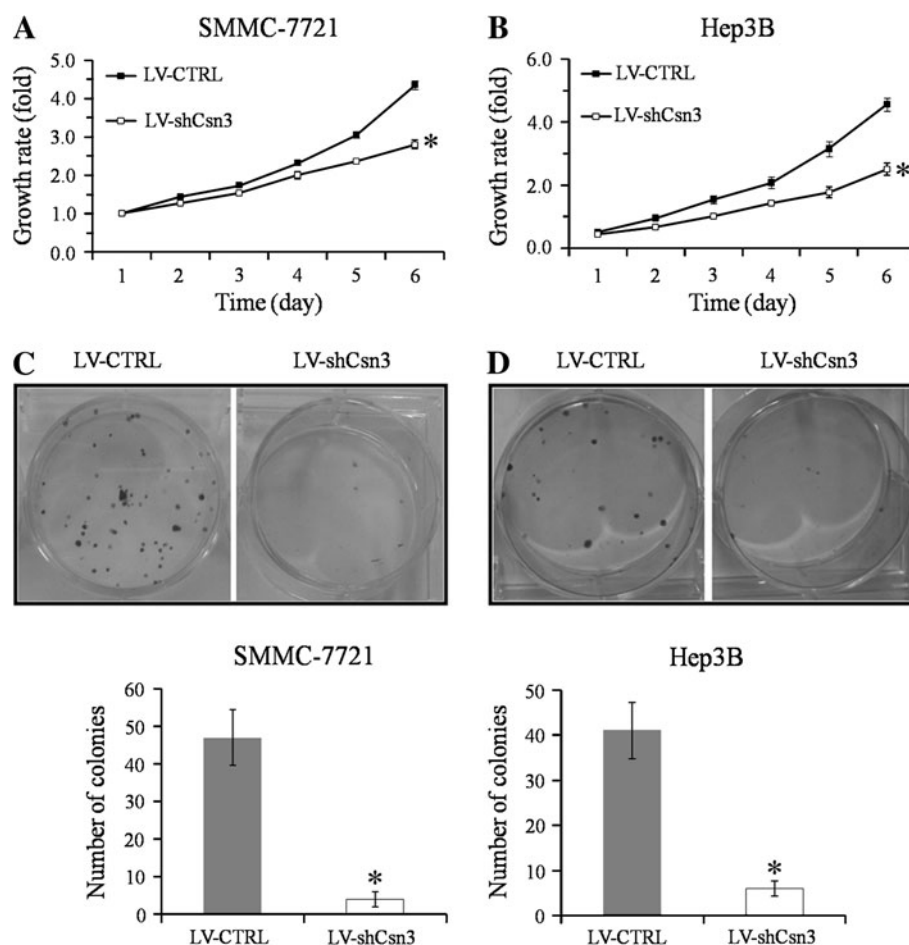 A
SMMC-7721
Growth rate (fold)
5.0
4.0
3.0
2.0
1.0
0.0
LV-CTRL
LV-shCsn3
*
1 2 3 4 5 6
Time (day)
B
Hep3B
Growth rate (fold)
6.0
4.0
2.0
0.0
LV-CTRL
LV-shCsn3
*
1 2 3 4 5 6
Time (day)
C
LV-CTRL
LV-shCsn3
D
LV-CTRL
LV-shCsn3
SMMC-7721
Number of colonies
60
50
40
30
20
10
0
*
LV-CTRL
LV-shCsn3
Hep3B
Number of colonies
50
40
30
20
10
0
*
LV-CTRL
LV-shCsn3